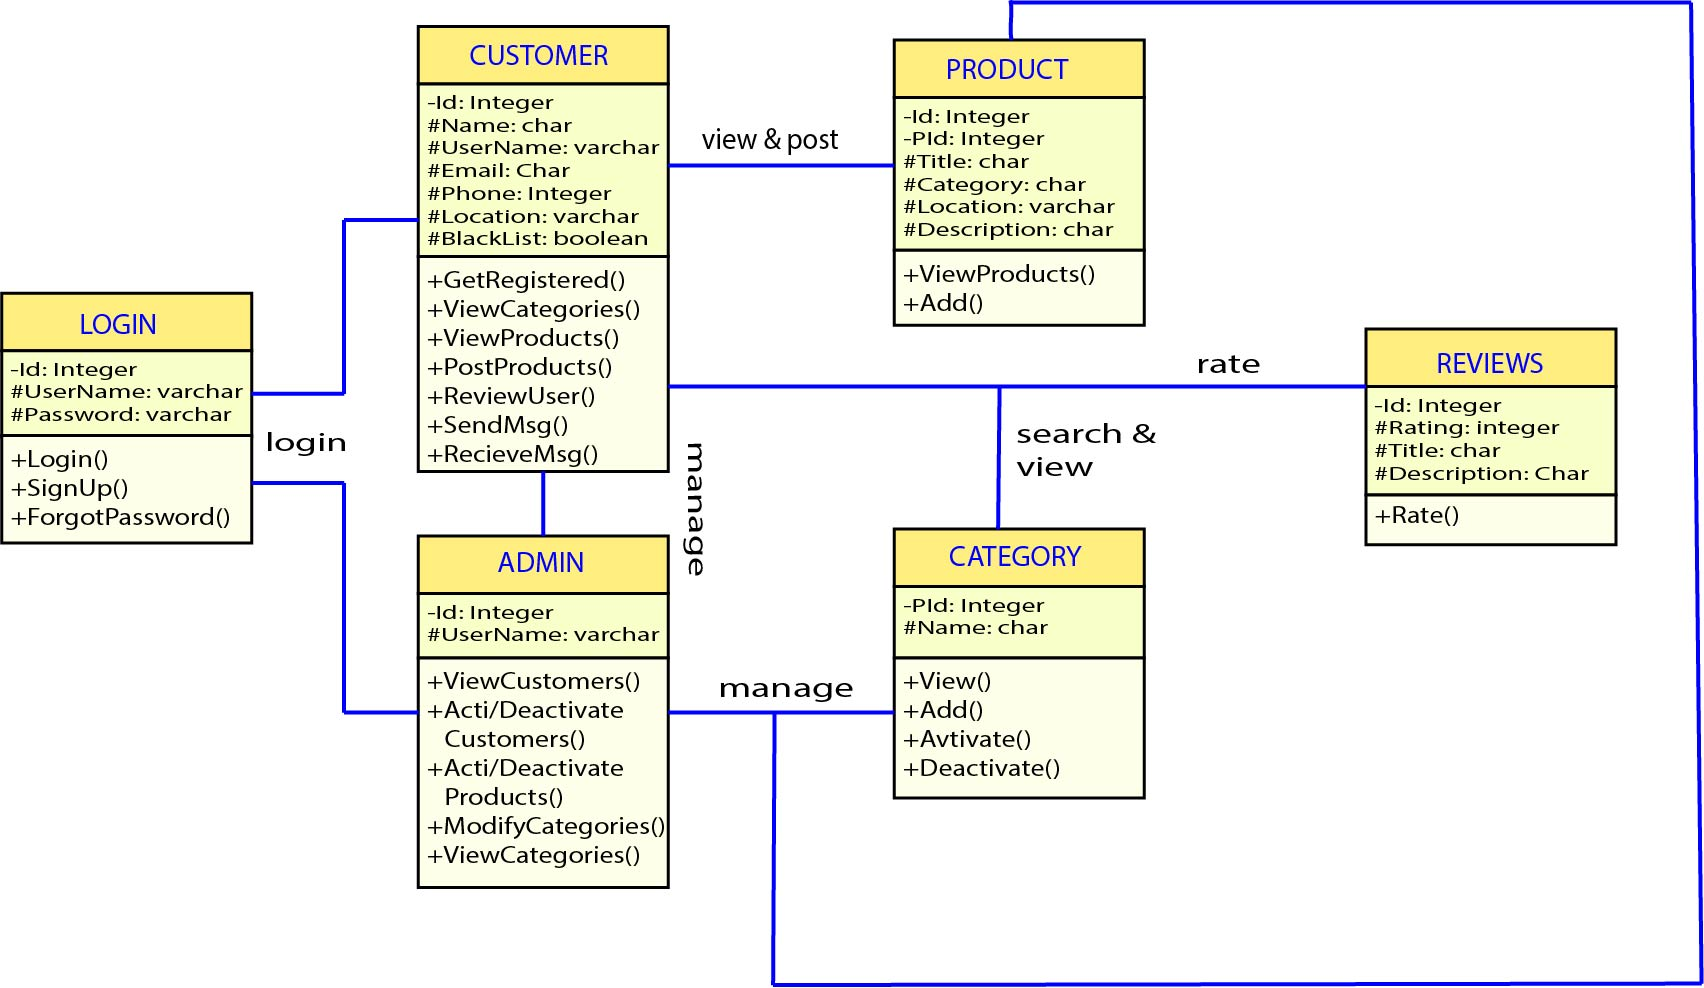 CUSTOMER
-Id: Integer
#Name: char
#UserName: varchar
#Email: Char
#Phone: Integer
#Location: varchar
#BlackList: boolean
+GetRegistered()
+ViewCategories()
+ViewProducts()
+PostProducts()
+ReviewUser()
+SendMsg()
+RecieveMsg()
view & post
PRODUCT
-Id: Integer
-PId: Integer
#Title: char
#Category: char
#Location: varchar
#Description: char
+ViewProducts()
+Add()
LOGIN
-Id: Integer
#UserName: varchar
#Password: varchar
+Login()
+SignUp()
+ForgotPassword()
login
rate
search &
view
manage
REVIEWS
-Id: Integer
#Rating: integer
#Title: char
#Description: Char
+Rate()
ADMIN
-Id: Integer
#UserName: varchar
+ViewCustomers()
+Acti/Deactivate
Customers()
+Acti/Deactivate
Products()
+ModifyCategories()
+ViewCategories()
manage
CATEGORY
-PId: Integer
#Name: char
+View()
+Add()
+Avtivate()
+Deactivate()